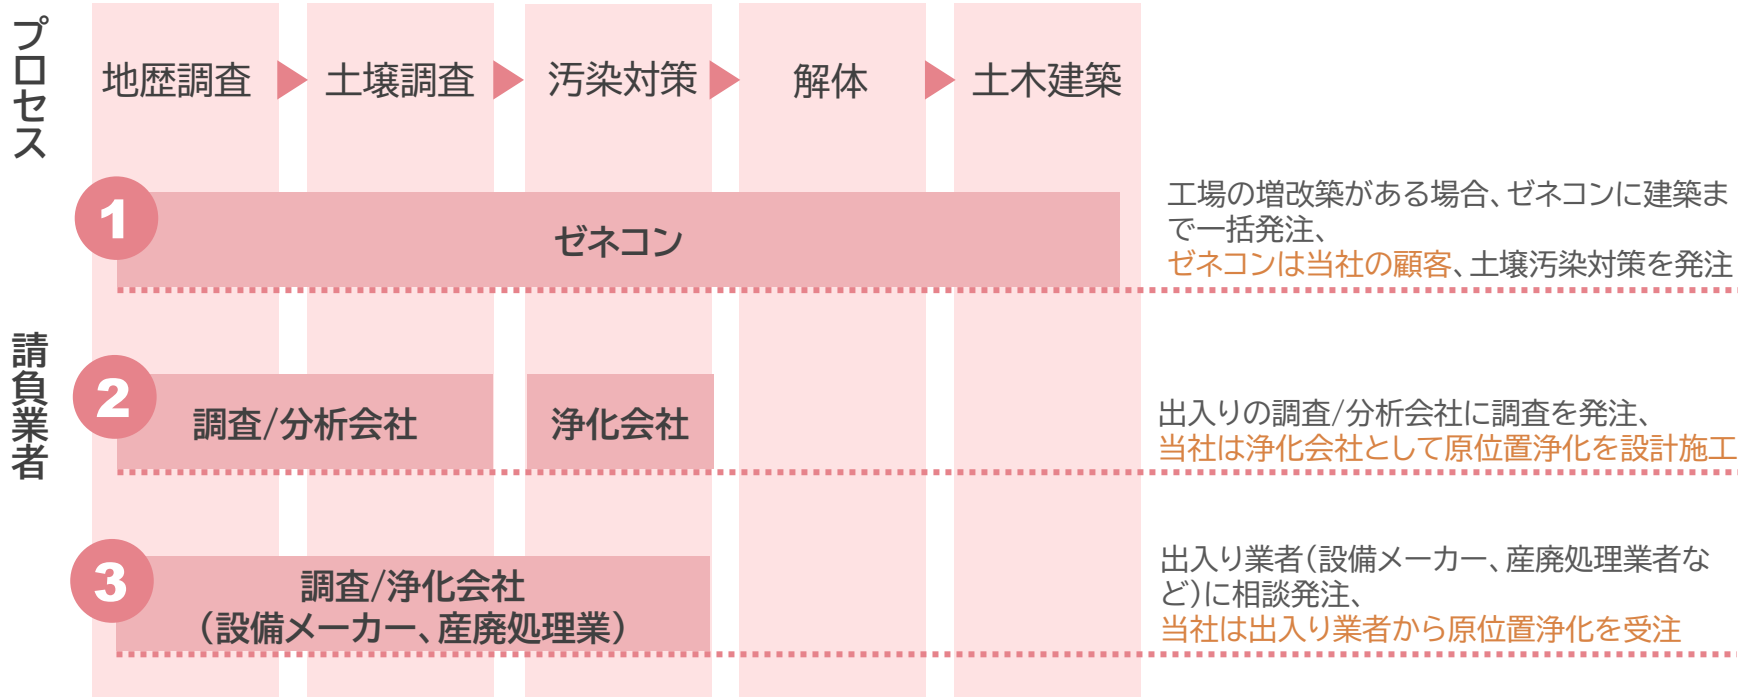 プロセス
地歴調査
土壌調査
汚染対策
解体
土木建築
請負業者
1
ゼネコン
工場の増改築がある場合、ゼネコンに建築ま
で一括発注、
ゼネコンは当社の顧客、土壌汚染対策を発注
2
調査/分析会社
浄化会社
出入りの調査/分析会社に調査を発注、
当社は浄化会社として原位置浄化を設計施工
3
調査/浄化会社
（設備メーカー、産廃処理業）
出入り業者（設備メーカー、産廃処理業者な
ど）に相談発注、
当社は出入り業者から原位置浄化を受注